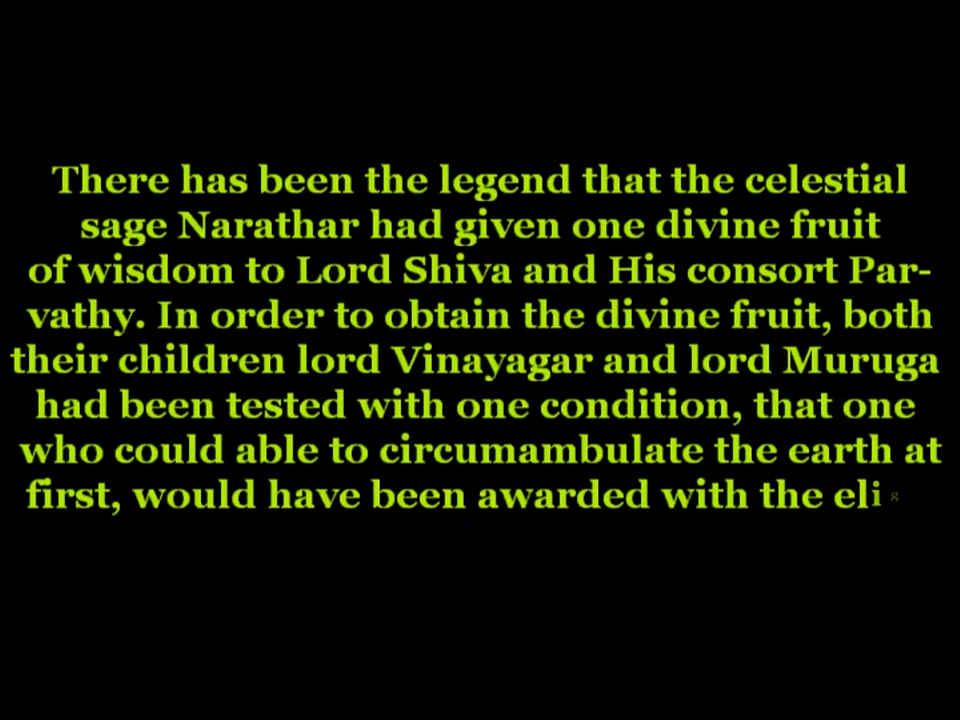 There has been the legend that the celestial
sage Narathar had given one divine fruit
of wisdom to Lord Shiva and His consort Par-
vathy. In order to obtain the divine fruit, both
their children lord Vinayagar and lord Muruga
had been tested with one condition, that one
who could able to circumambulate the earth at
first, would have been awarded with the elig